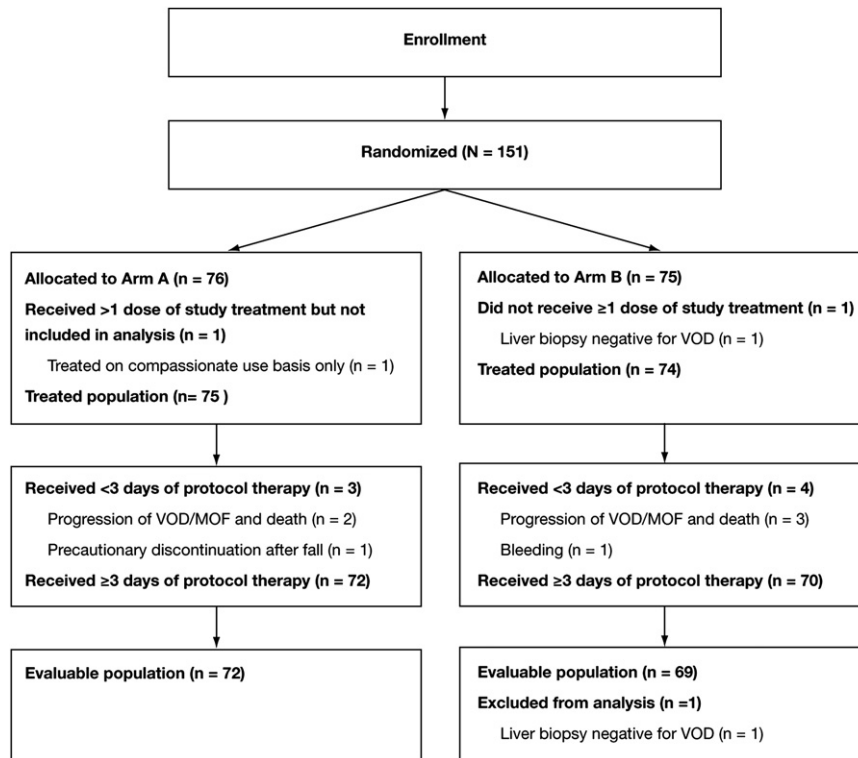 Enrollment
Randomized (N = 151)
Allocated to Arm A (n = 76)
Received >1 dose of study treatment but not
included in analysis (n = 1)
Treated on compassionate use basis only (n = 1)
Treated population (n= 75 )
Allocated to Arm B (n = 75)
Did not receive ≥1 dose of study treatment (n = 1)
Liver biopsy negative for VOD (n = 1)
Treated population (n = 74)
Received <3 days of protocol therapy (n = 3)
Progression of VOD/MOF and death (n = 2)
Precautionary discontinuation after fall (n = 1)
Received ≥3 days of protocol therapy (n = 72)
Received <3 days of protocol therapy (n = 4)
Progression of VOD/MOF and death (n = 3)
Bleeding (n = 1)
Received ≥3 days of protocol therapy (n = 70)
Evaluable population (n = 72)
Evaluable population (n = 69)
Excluded from analysis (n =1)
Liver biopsy negative for VOD (n = 1)